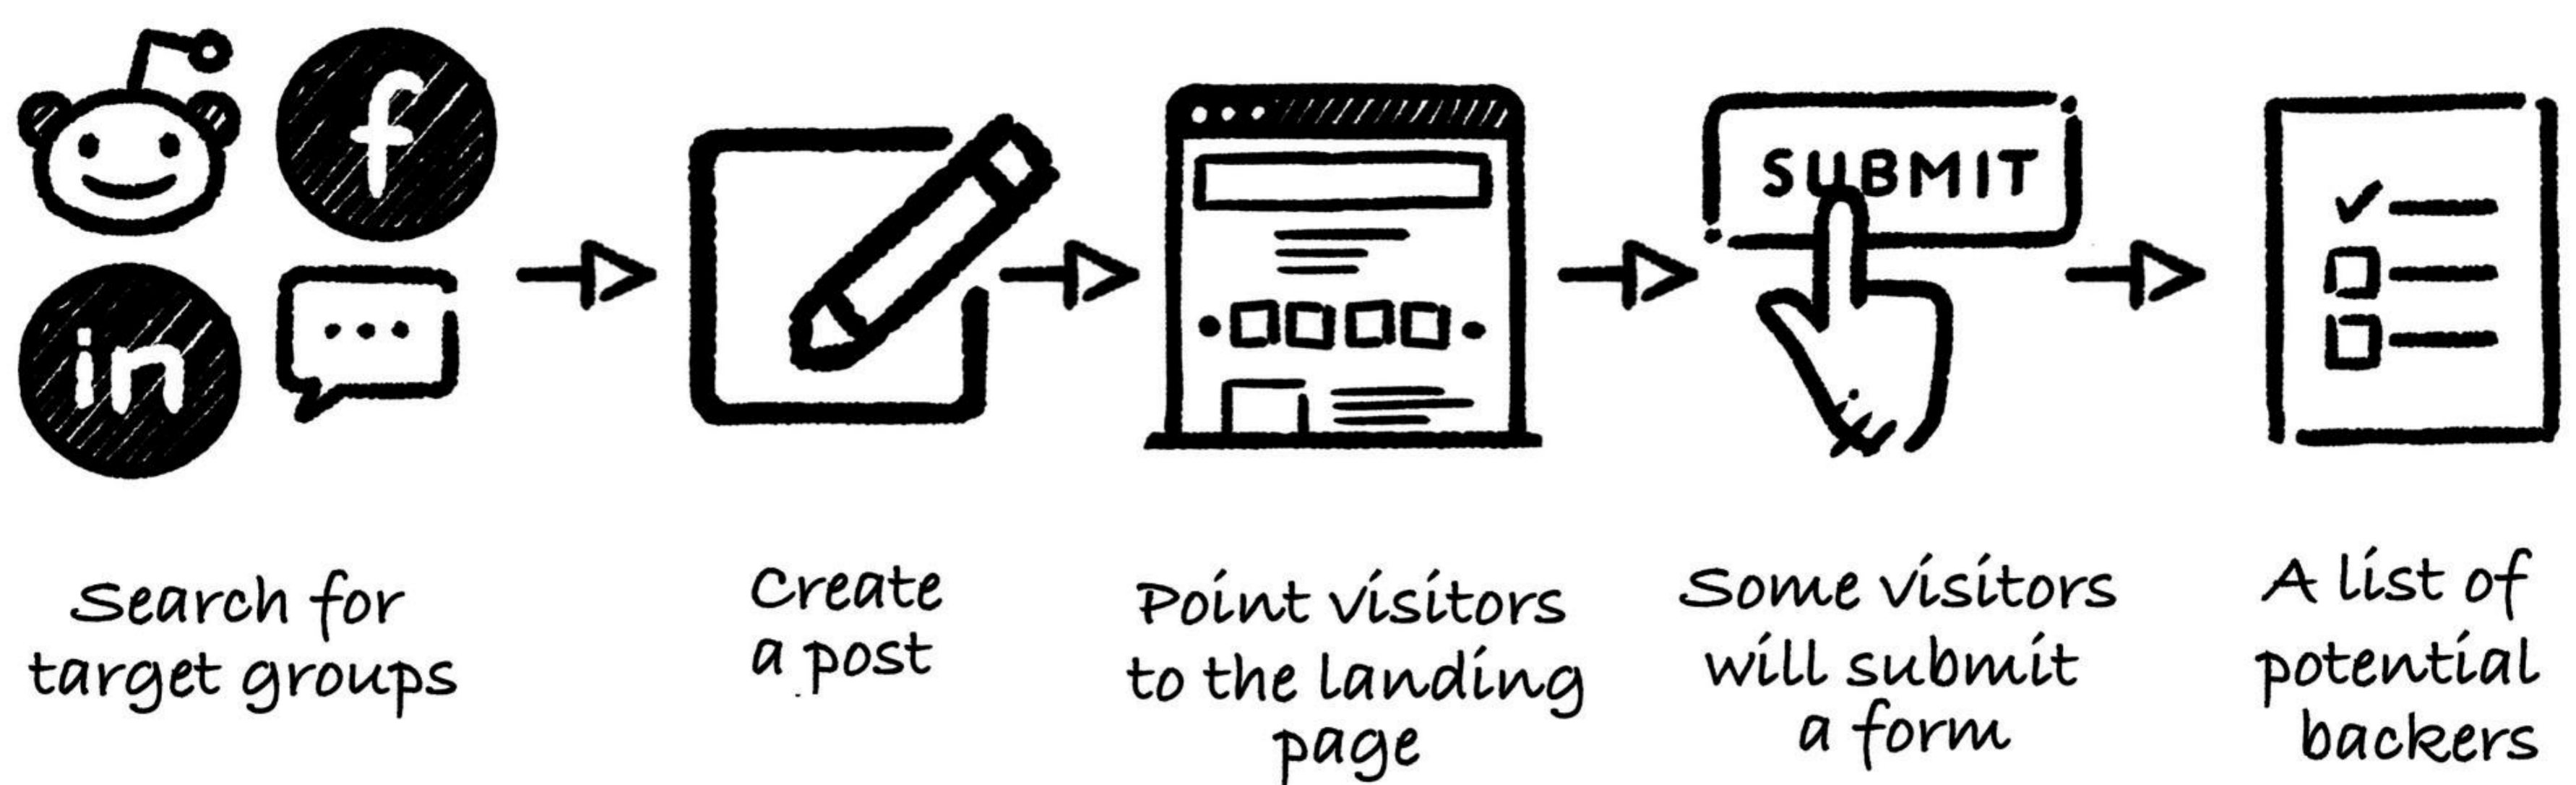 f
in
SUBMIT
Search for
target groups
Create
a post
Point visitors
to the landing
page
Some visitors
will submit
a form
A list of
potential
backers